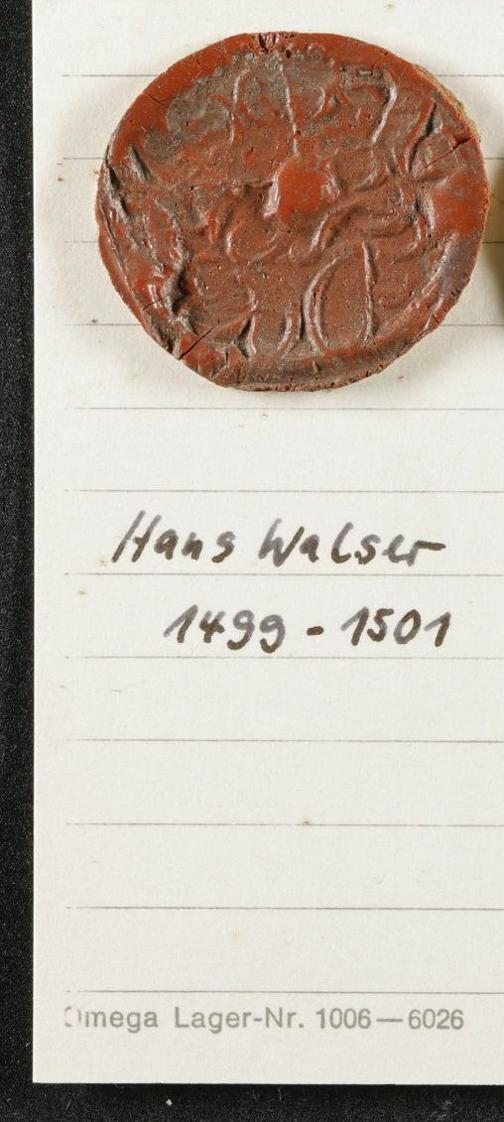 Hans Walser
1499 - 1501
Omega Lager-Nr. 1006—6026